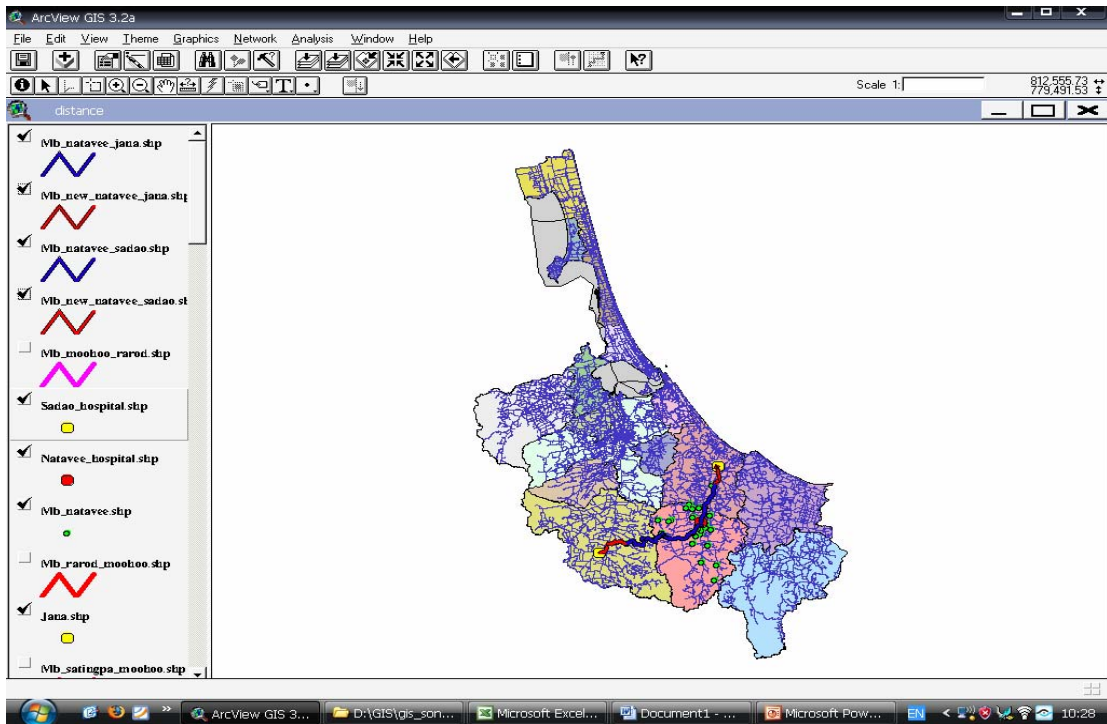 ArcView GIS 3.2a
File Edit View Theme Graphics Network Analysis Window Help
Scale 1:
812,555.73
779,491.53
distance
Mb_natavee_jana.shp
Mb_new_natavee_jana.shp
Mb_natavee_sadao.shp
Mb_new_natavee_sadao.sh
Mb_moohoo_rarod.shp
Sadao_hospital.shp
Natavee_hospital.shp
Mb_natavee.shp
Mb_rarod_moohoo.shp
Jana.shp
Mb_satingpa_moohoo.shp
ArcView GIS 3... D:\GIS\gis_son... Microsoft Excel... Document1 - ... Microsoft Pow... EN 10:28